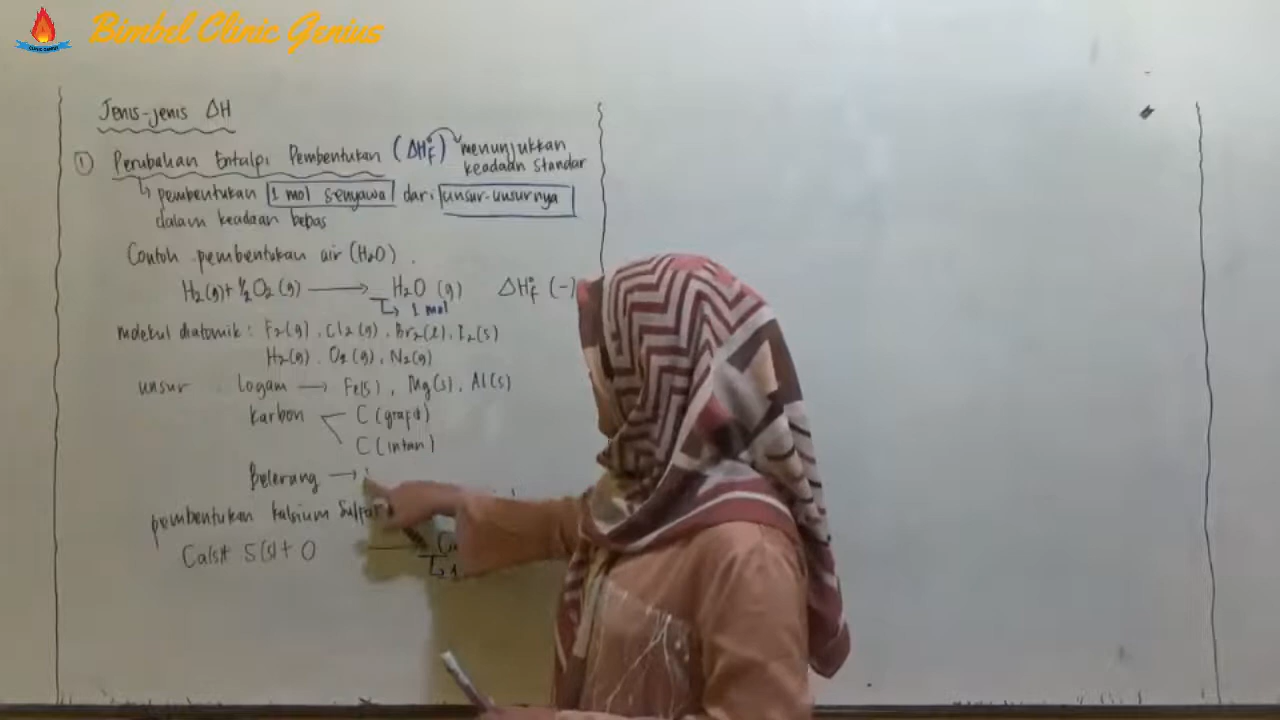 Bimbel Clinic Genius
CLINIC GENIUS
Jenis-jenis ΔH
① Perubahan Entalpi Pembentukan (ΔH°f) menunjukkan
keadaan standar
↳ pembentukan 1 mol senyawa dari unsur-unsurnya
dalam keadaan bebas
Contoh pembentukan air (H₂O).
H₂(g) + ½ O₂ (g) ⟶ H₂O (g) ΔH°f (-)
↳ 1 mol
molekul diatomik : F₂(g) . Cl₂(g) . Br₂(l) . I₂(s)
H₂(g) . O₂(g) . N₂(g)
unsur logam ⟶ Fe(s) , Mg(s) . Al(s)
karbon C (grafit)
C (intan)
Belerang ⟶
pembentukan kalsium Sulfat
Ca(s) + S(s) + O